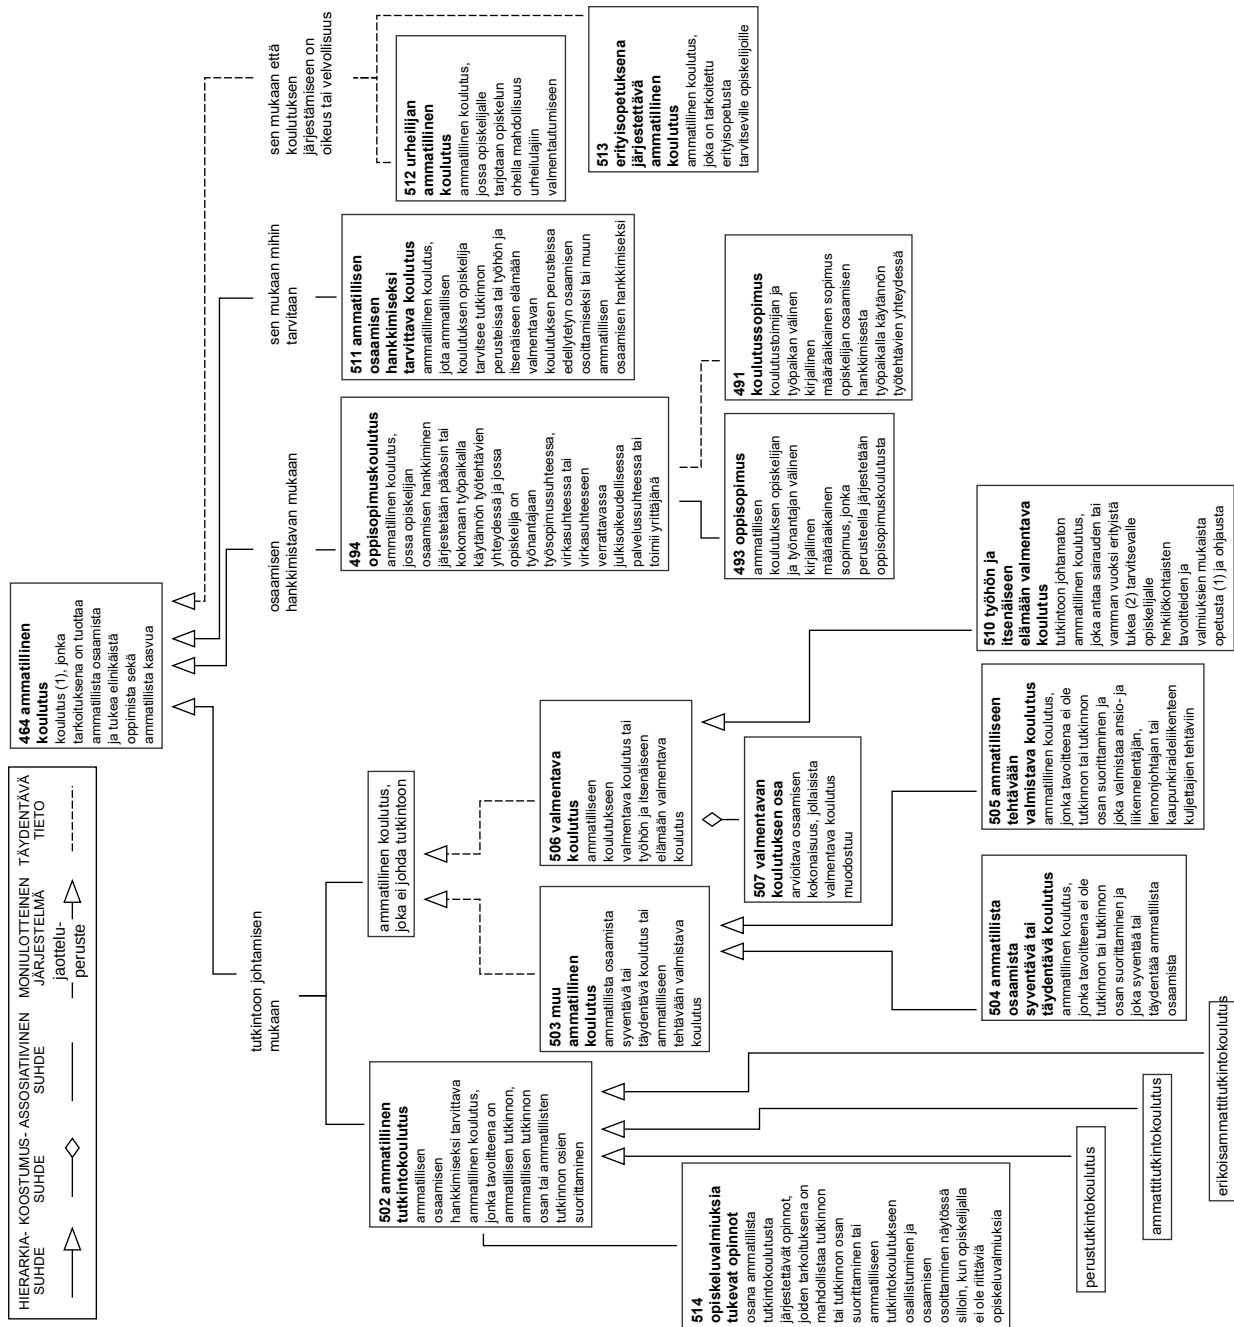 HIERARKIA-
SUHDE
KOOSTUMUS-
SUHDE
ASSOSIATIIVINEN
SUHDE
MONIULOTTEINEN
JÄRJESTELMÄ
jaottelu-
peruste
TÄYDENTÄVÄ
TIETO
464 ammatillinen
koulutus
koulutus (1), jonka
tarkoituksena on tuottaa
ammatillista osaamista
ja tukea elinikäistä
oppimista sekä
ammatillista kasvua
tutkintoon johtamisen
mukaan
osaamisen
hankkimistavan mukaan
sen mukaan mihin
tarvitaan
sen mukaan että
koulutuksen
järjestämiseen on
oikeus tai velvollisuus
502 ammatillinen
tutkintokoulutus
ammatillisen
osaamisen
hankkimiseksi tarvittava
ammatillinen koulutus,
jonka tavoitteena on
ammatillisen tutkinnon,
ammatillisen tutkinnon
osan tai ammatillisten
tutkinnon osien
suorittaminen
ammatillinen koulutus,
joka ei johda tutkintoon
494
oppisopimuskoulutus
ammatillinen koulutus,
jossa opiskelijan
osaamisen hankkiminen
järjestetään pääosin tai
kokonaan työpaikalla
käytännön työtehtävien
yhteydessä ja jossa
opiskelija on
työnantajan
työsopimussuhteessa,
virkasuhteessa tai
virkasuhteeseen
verrattavassa
julkisoikeudellisessa
palvelussuhteessa tai
toimii yrittäjänä
511 ammatillisen
osaamisen
hankkimiseksi
tarvittava koulutus
ammatillinen koulutus,
jota ammatillisen
koulutuksen opiskelija
tarvitsee tutkinnon
perusteissa tai työhön ja
itsenäiseen elämään
valmentavan
koulutuksen perusteissa
edellytetyn osaamisen
osoittamiseksi tai muun
ammatillisen
osaamisen hankkimiseksi
512 urheilijan
ammatillinen
koulutus
ammatillinen koulutus,
jossa opiskelijalle
tarjotaan opiskelun
ohella mahdollisuus
urheilulajiin
valmentautumiseen
513
erityisopetuksena
järjestettävä
ammatillinen
koulutus
ammatillinen koulutus,
joka on tarkoitettu
erityisopetusta
tarvitseville opiskelijoille
503 muu
ammatillinen
koulutus
ammatillista osaamista
syventävä tai
täydentävä koulutus tai
ammatilliseen
tehtävään valmistava
koulutus
506 valmentava
koulutus
ammatilliseen
koulutukseen
valmentava koulutus tai
työhön ja itsenäiseen
elämään valmentava
koulutus
507 valmentavan
koulutuksen osa
arvioitava osaamisen
kokonaisuus, jollaisista
valmentava koulutus
muodostuu
493 oppisopimus
ammatillisen
koulutuksen opiskelijan
ja työnantajan välinen
kirjallinen
määräaikainen
sopimus, jonka
perusteella järjestetään
oppisopimuskoulutusta
491
koulutussopimus
koulutustoimijan ja
työpaikan välinen
kirjallinen
määräaikainen sopimus
opiskelijan osaamisen
hankkimisesta
työpaikalla käytännön
työtehtävien yhteydessä
514
opiskeluvalmiuksia
tukevat opinnot
osana ammatillista
tutkintokoulutusta
järjestettävät opinnot,
joiden tarkoituksena on
mahdollistaa tutkinnon
tai tutkinnon osan
suorittaminen tai
ammatilliseen
tutkintokoulutukseen
osallistuminen ja
osaamisen
osoittaminen näytössä
silloin, kun opiskelijalla
ei ole riittäviä
opiskeluvalmiuksia
perustutkintokoulutus
ammattitutkintokoulutus
erikoisammattitutkintokoulutus
504 ammatillista
osaamista
syventävä tai
täydentävä koulutus
ammatillinen koulutus,
jonka tavoitteena ei ole
tutkinnon tai tutkinnon
osan suorittaminen ja
joka syventää tai
täydentää ammatillista
osaamista
505 ammatilliseen
tehtävään
valmistava koulutus
ammatillinen koulutus,
jonka tavoitteena ei ole
tutkinnon tai tutkinnon
osan suorittaminen ja
joka valmistaa ansio- ja
liikennelentäjän,
lennonjohtajan tai
kaupunkiraideliikenteen
kuljettajien tehtäviin
510 työhön ja
itsenäiseen
elämään valmentava
koulutus
tutkintoon johtamaton
ammatillinen koulutus,
joka antaa sairauden tai
vamman vuoksi erityistä
tukea (2) tarvitsevalle
opiskelijalle
henkilökohtaisten
tavoitteiden ja
valmiuksien mukaista
opetusta (1) ja ohjausta